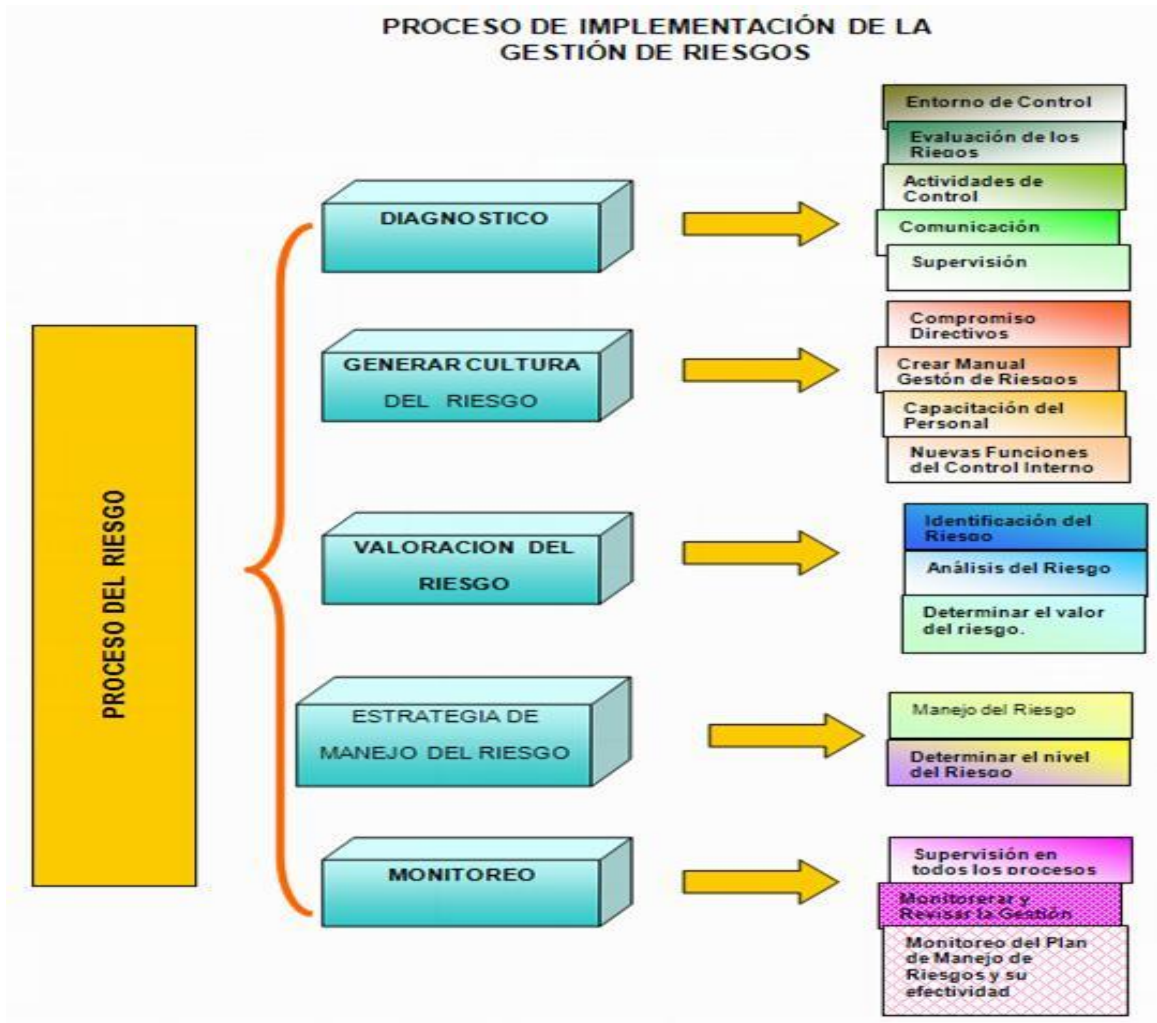 PROCESO DE IMPLEMENTACIÓN DE LA
GESTIÓN DE RIESGOS
PROCESO DEL RIESGO
DIAGNOSTICO
Entorno de Control
Evaluación de los
Riegos
Actividades de
Control
Comunicación
Supervisión
GENERAR CULTURA
DEL RIESGO
Compromiso
Directivos
Crear Manual
Gestón de Riesgos
Capacitación del
Personal
Nuevas Funciones
del Control Interno
VALORACION DEL
RIESGO
Identificación del
Riesgo
Análisis del Riesgo
Determinar el valor
del riesgo.
ESTRATEGIA DE
MANEJO DEL RIESGO
Manejo del Riesgo
Determinar el nivel
del Riesgo
MONITOREO
Supervisión en
todos los procesos
Monitorerar y
Revisar la Gestión
Monitoreo del Plan
de Manejo de
Riesgos y su
efectividad